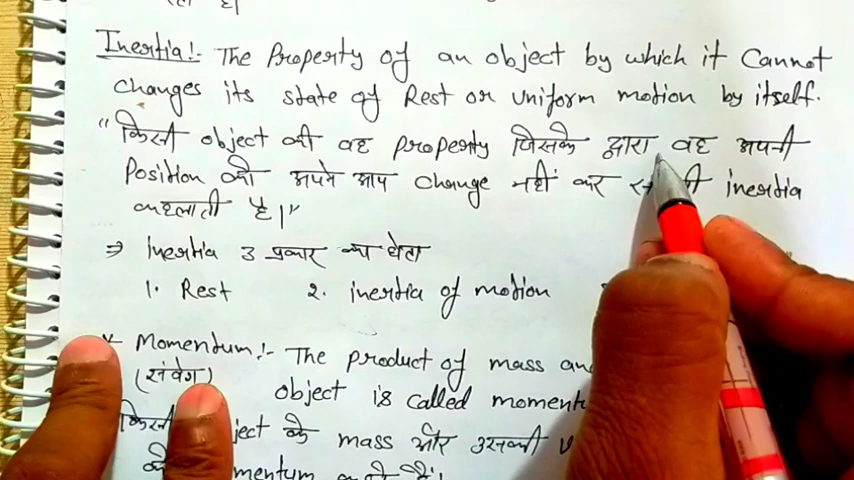 है।
Inertia:- The Property of an object by which it Cannot
changes its state of Rest or uniform motion by itself.
"किसी object की वह property जिसके द्वारा वह अपनी
Position को अपने आप change नहीं कर inertia
कहलाती है।"
⇒ Inertia 3 प्रकार का होता
1. Rest 2. inertia of motion
* Momentum:- The product of mass
(संवेग) object is called
किसी के mass और उसकी